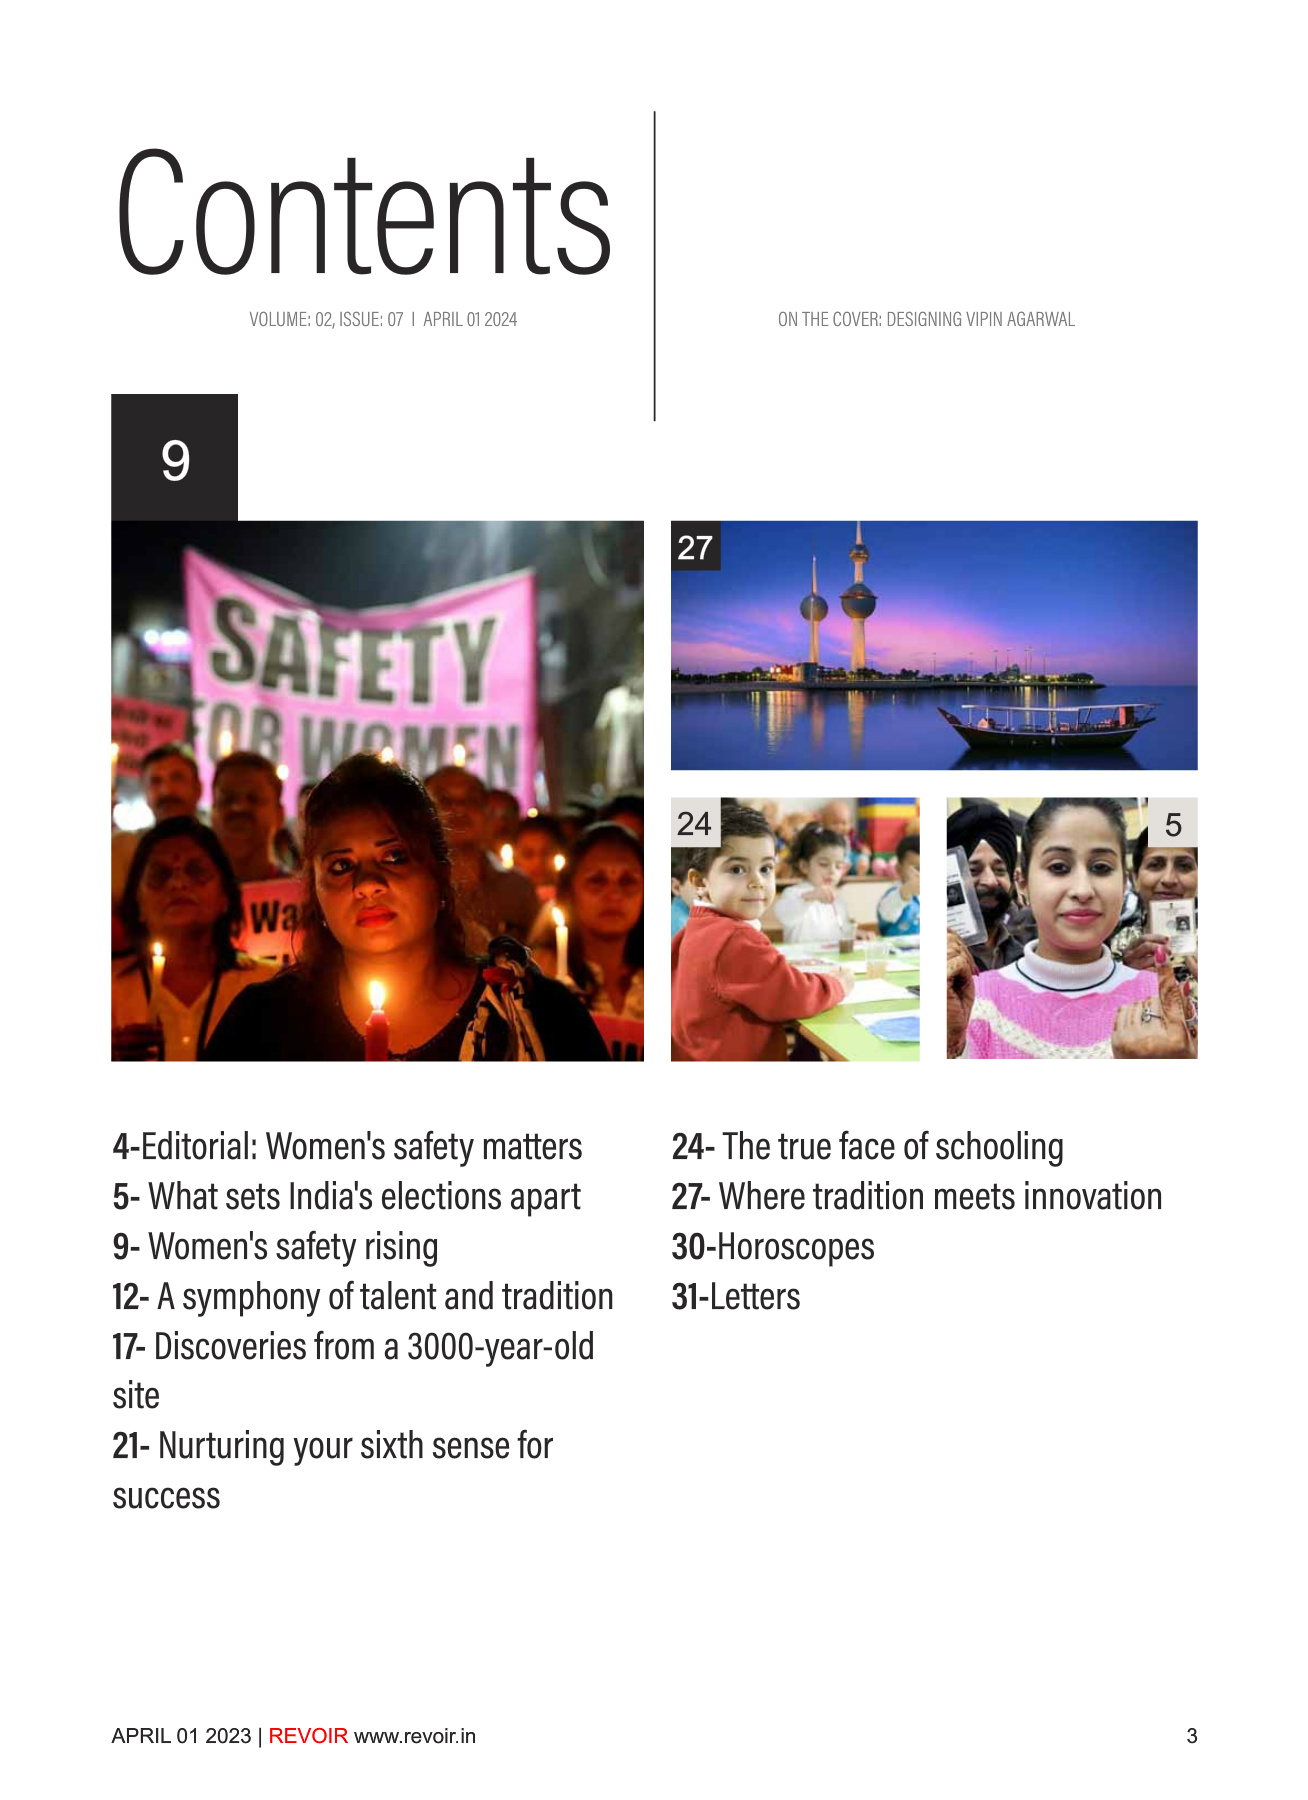 Contents
VOLUME: 02, ISSUE: 07 | APRIL 01 2024
ON THE COVER: DESIGNING VIPIN AGARWAL
9
SAFETY
FOR WOMEN
Wa
27
24
5
4-Editorial: Women's safety matters
5- What sets India's elections apart
9- Women's safety rising
12- A symphony of talent and tradition
17- Discoveries from a 3000-year-old
site
21- Nurturing your sixth sense for
success
24- The true face of schooling
27- Where tradition meets innovation
30-Horoscopes
31-Letters
APRIL 01 2023 | REVOIR www.revoir.in
3